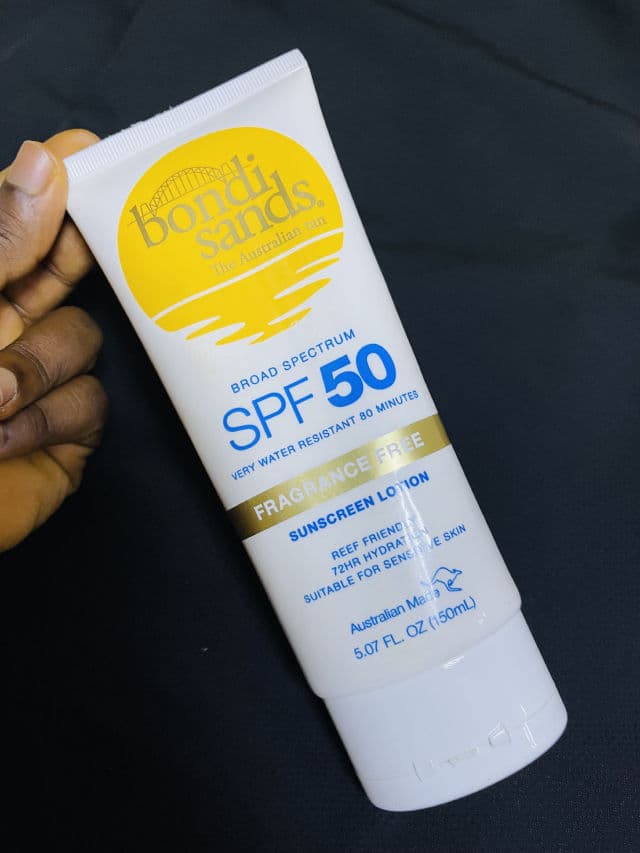 bondi
sands®
The Australian Tan
BROAD SPECTRUM
SPF 50
VERY WATER RESISTANT 80 MINUTES
FRAGRANCE FREE
SUNSCREEN LOTION
REEF FRIENDLY
72HR HYDRATION
SUITABLE FOR SENSITIVE SKIN
Australian Made
5.07 FL. OZ (150mL)